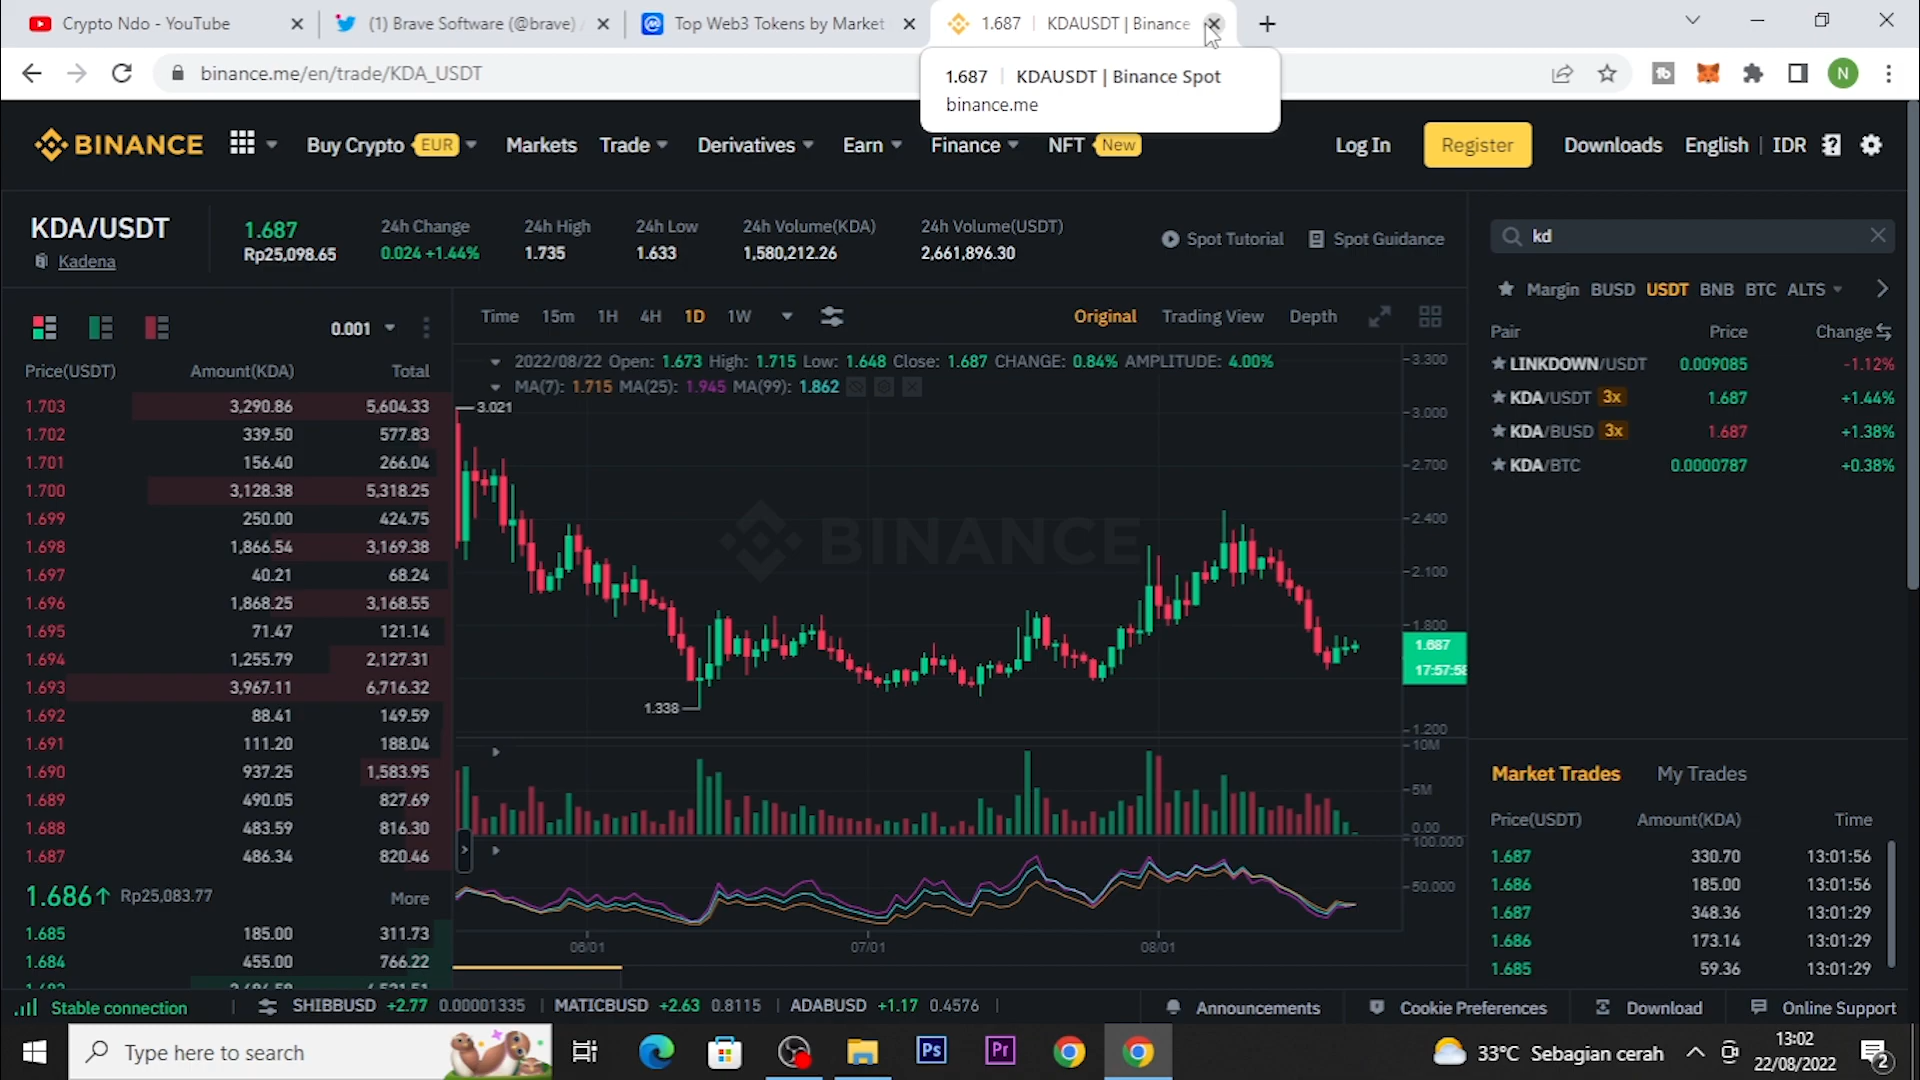 Crypto Ndo - YouTube
(1) Brave Software (@brave) /
Top Web3 Tokens by Market
1.687 | KDAUSDT | Binance
binance.me/en/trade/KDA_USDT
1.687 | KDAUSDT | Binance Spot
binance.me
N
BINANCE
Buy Crypto EUR
Markets
Trade
Derivatives
Earn
Finance
NFT New
Log In
Register
Downloads
English | IDR
KDA/USDT
Kadena
1.687
Rp25,098.65
24h Change
0.024 +1.44%
24h High
1.735
24h Low
1.633
24h Volume(KDA)
1,580,212.26
24h Volume(USDT)
2,661,896.30
Spot Tutorial
Spot Guidance
kd
Margin BUSD USDT BNB BTC ALTS
Pair Price Change
LINKDOWN/USDT 0.009085 -1.12%
KDA/USDT 3x 1.687 +1.44%
KDA/BUSD 3x 1.687 +1.38%
KDA/BTC 0.0000787 +0.38%
0.001
Price(USDT) Amount(KDA) Total
1.703 3,290.86 5,604.33
1.702 339.50 577.83
1.701 156.40 266.04
1.700 3,128.38 5,318.25
1.699 250.00 424.75
1.698 1,866.54 3,169.38
1.697 40.21 68.24
1.696 1,868.25 3,168.55
1.695 71.47 121.14
1.694 1,255.79 2,127.31
1.693 3,967.11 6,716.32
1.692 88.41 149.59
1.691 111.20 188.04
1.690 937.25 1,583.95
1.689 490.05 827.69
1.688 483.59 816.30
1.687 486.34 820.46
1.686↑ Rp25,083.77 More
1.685 185.00 311.73
1.684 455.00 766.22
Time 15m 1H 4H 1D 1W
Original Trading View Depth
2022/08/22 Open: 1.673 High: 1.715 Low: 1.648 Close: 1.687 CHANGE: 0.84% AMPLITUDE: 4.00%
MA(7): 1.715 MA(25): 1.945 MA(99): 1.862
3.021
BINANCE
1.338
3.300
3.000
2.700
2.400
2.100
1.800
1.687
17:57:58
1.200
10M
5M
0.00
100.000
50.000
06/01 07/01 08/01
Market Trades My Trades
Price(USDT) Amount(KDA) Time
1.687 330.70 13:01:56
1.686 185.00 13:01:56
1.687 348.36 13:01:29
1.686 173.14 13:01:29
1.685 59.36 13:01:29
Stable connection
SHIBBUSD +2.77 0.00001335 | MATICBUSD +2.63 0.8115 | ADABUSD +1.17 0.4576
Announcements
Cookie Preferences
Download
Online Support
Type here to search
Ps
Pr
33°C Sebagian cerah
13:02
22/08/2022
2